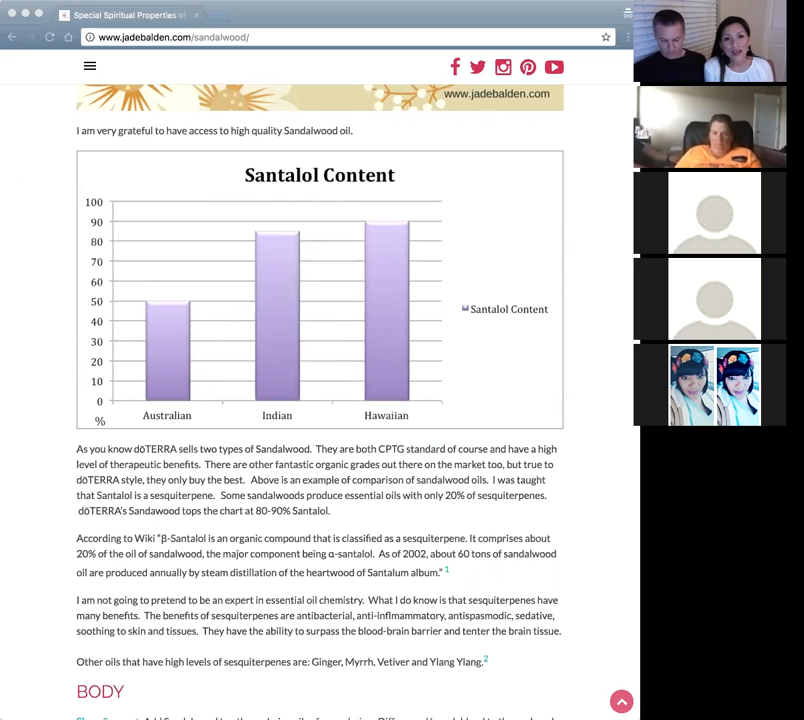 Special Spiritual Properties of
www.jadebalden.com/sandalwood/
www.jadebalden.com
I am very grateful to have access to high quality Sandalwood oil.
Santalol Content
100
90
80
70
60
50
40
30
20
10
0
%
Australian
Indian
Hawaiian
Santalol Content
As you know dōTERRA sells two types of Sandalwood. They are both CPTG standard of course and have a high
level of therapeutic benefits. There are other fantastic organic grades out there on the market too, but true to
dōTERRA style, they only buy the best. Above is an example of comparison of sandalwood oils. I was taught
that Santalol is a sesquiterpene. Some sandalwoods produce essential oils with only 20% of sesquiterpenes.
dōTERRA's Sandawood tops the chart at 80-90% Santalol.
According to Wiki "β-Santalol is an organic compound that is classified as a sesquiterpene. It comprises about
20% of the oil of sandalwood, the major component being α-santalol. As of 2002, about 60 tons of sandalwood
oil are produced annually by steam distillation of the heartwood of Santalum album." 1
I am not going to pretend to be an expert in essential oil chemistry. What I do know is that sesquiterpenes have
many benefits. The benefits of sesquiterpenes are antibacterial, anti-inflmammatory, antispasmodic, sedative,
soothing to skin and tissues. They have the ability to surpass the blood-brain barrier and tenter the brain tissue.
Other oils that have high levels of sesquiterpenes are: Ginger, Myrrh, Vetiver and Ylang Ylang.2
BODY